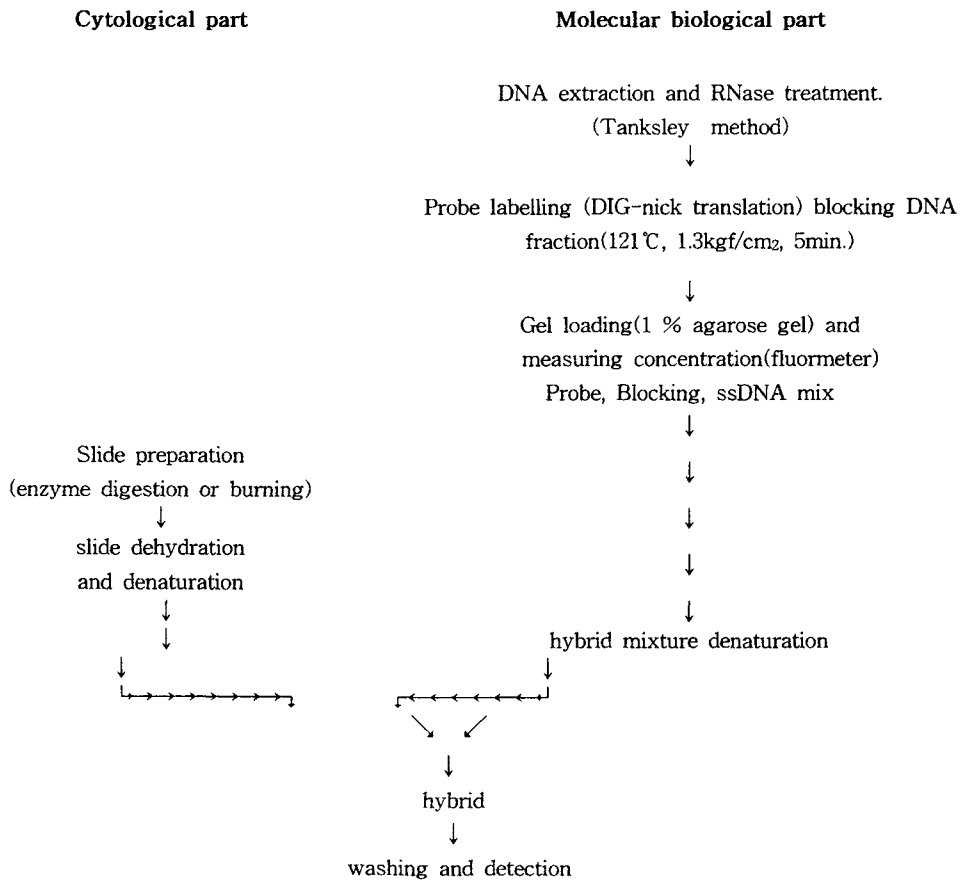 Cytological part
Molecular biological part
DNA extraction and RNase treatment.
(Tanksley method)
Probe labelling (DIG-nick translation) blocking DNA
fraction(121℃, 1.3kgf/cm₂, 5min.)
Gel loading(1 % agarose gel) and
measuring concentration(fluormeter)
Probe, Blocking, ssDNA mix
Slide preparation
(enzyme digestion or burning)
slide dehydration
and denaturation
hybrid mixture denaturation
hybrid
washing and detection